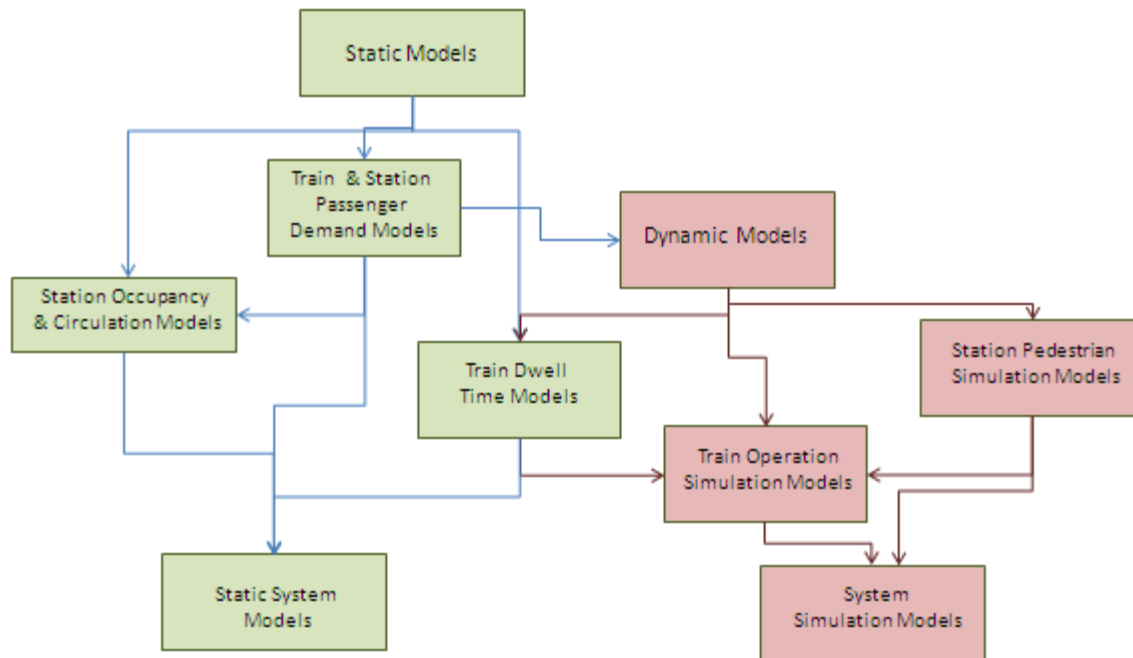 Static Models
Train & Station
Passenger
Demand Models
Dynamic Models
Station Occupancy
& Circulation Models
Train Dwell
Time Models
Station Pedestrian
Simulation Models
Train Operation
Simulation Models
Static System
Models
System
Simulation Models